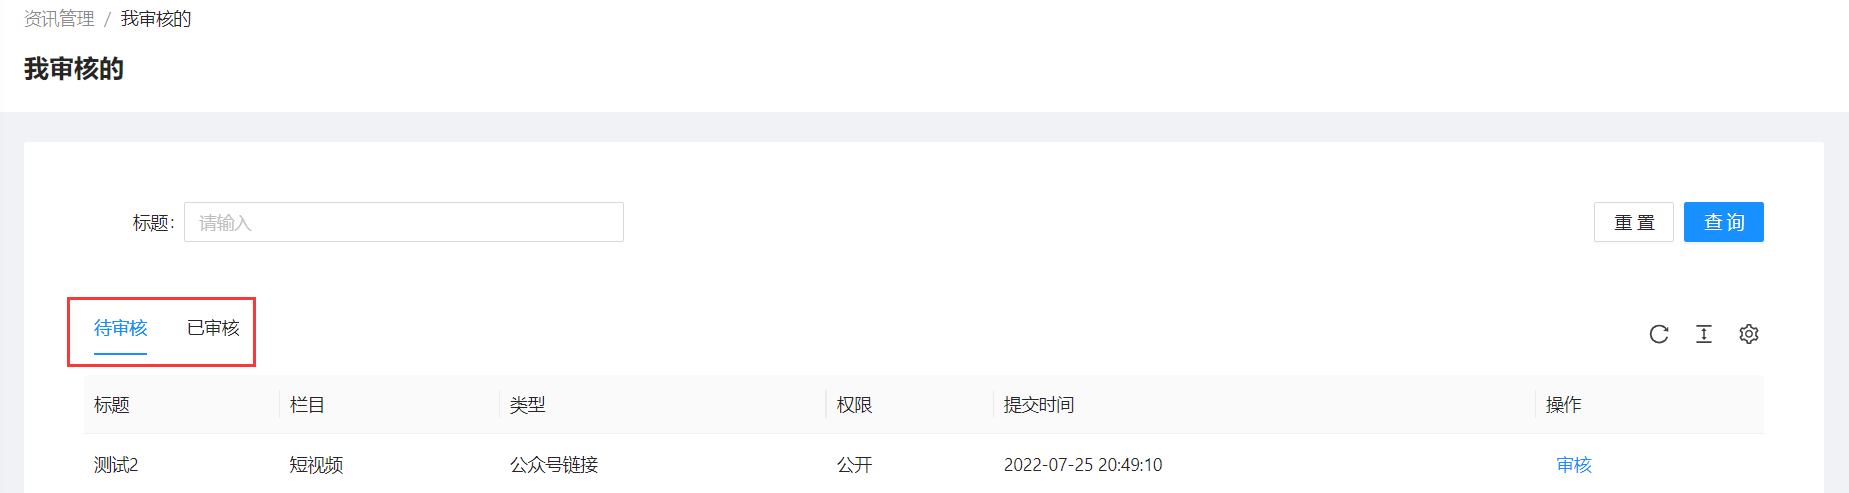 资讯管理 / 我审核的
我审核的
标题: 请输入 重 置 查 询
待审核 已审核
标题 栏目 类型 权限 提交时间 操作
测试2 短视频 公众号链接 公开 2022-07-25 20:49:10 审核